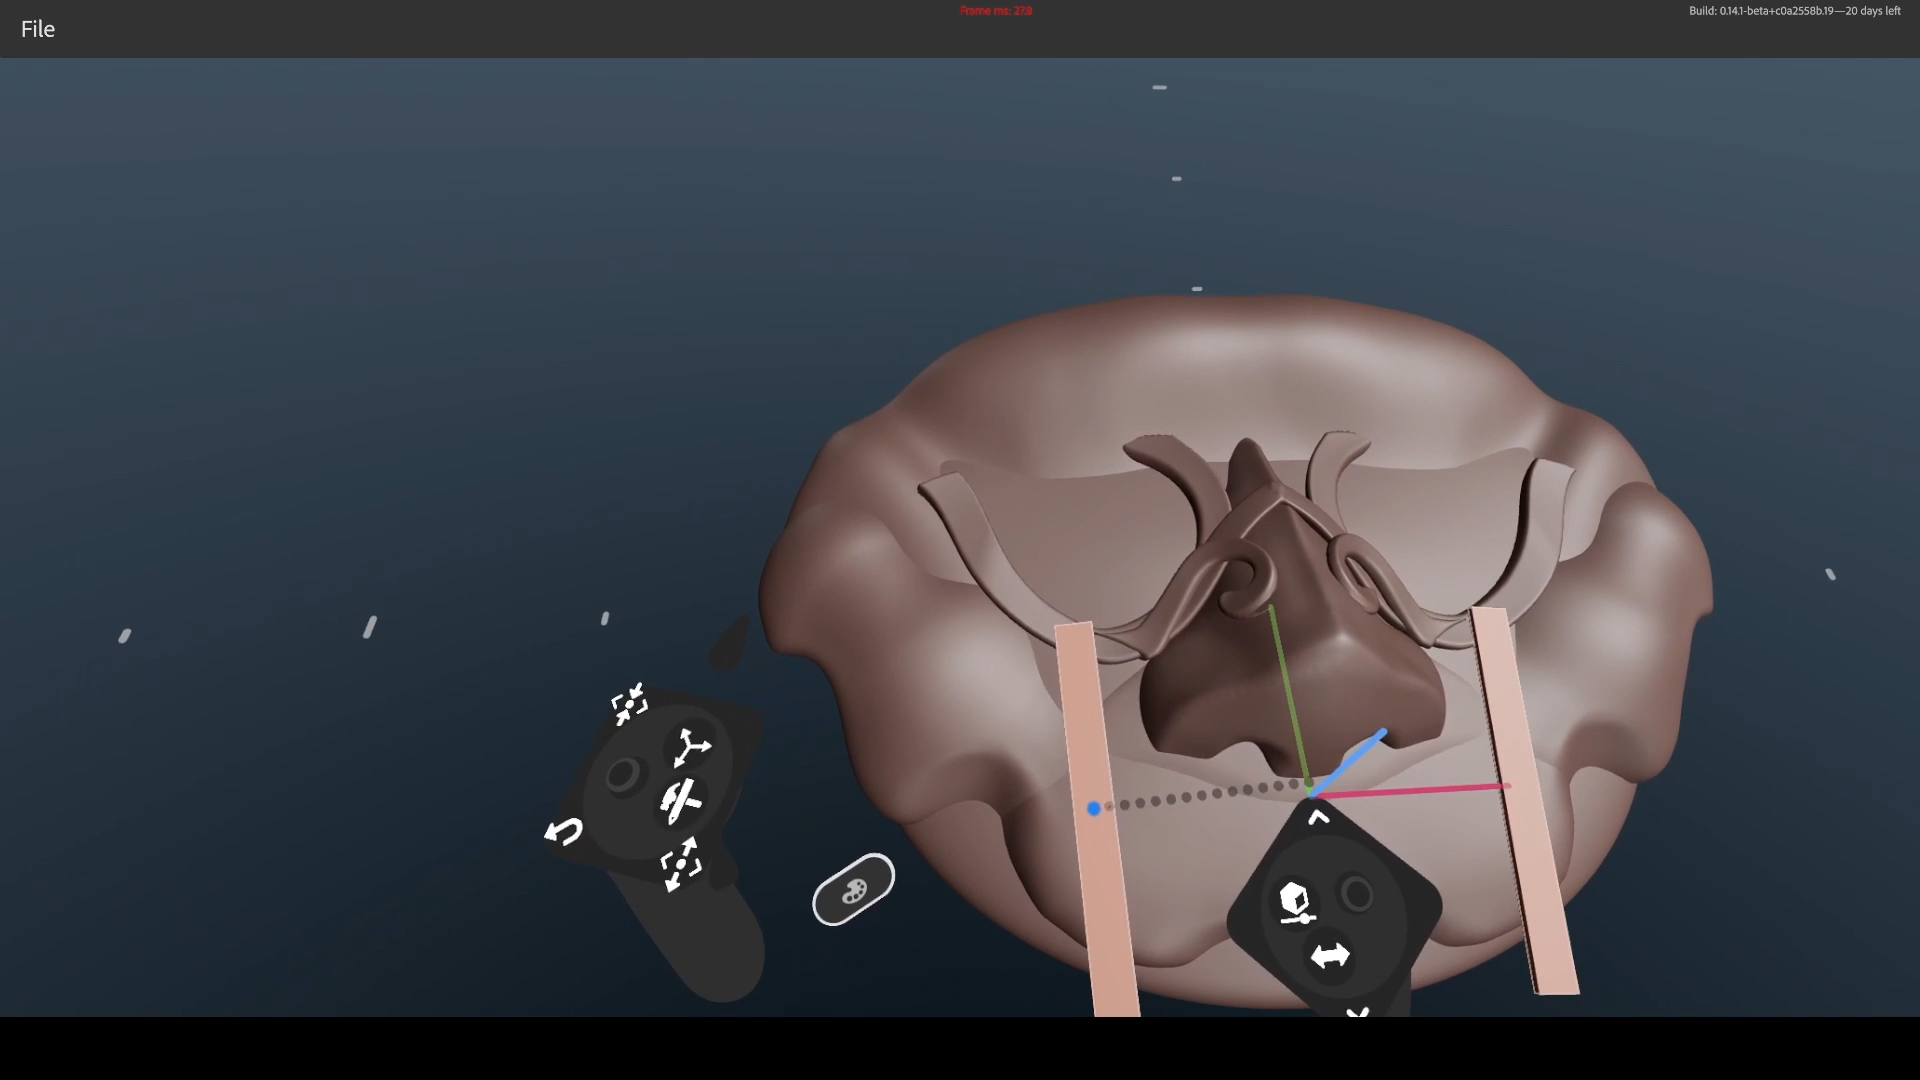 Frame ms: 27.8
Build: 0.14.1-beta+c0a2558b.19—20 days left
File